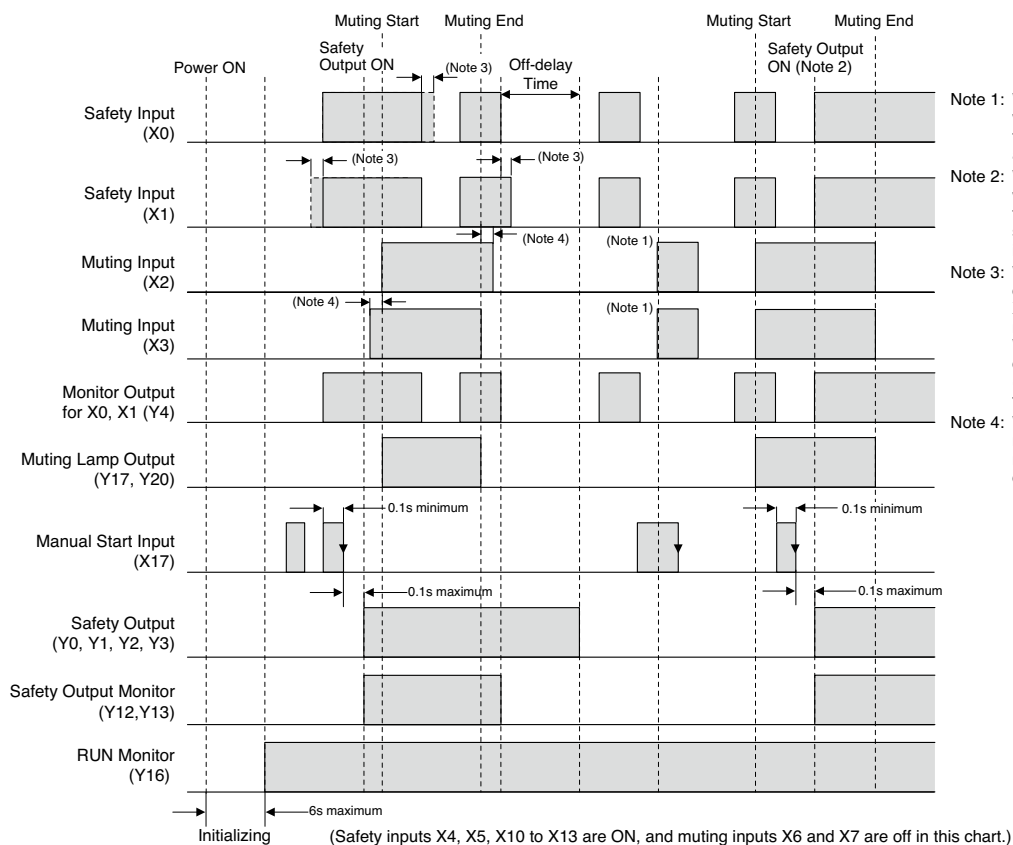 Muting Start
Muting End
Muting Start
Muting End
Power ON
Safety
Output ON
(Note 3)
Off-delay
Time
Safety Output
ON (Note 2)
Safety Input
(X0)
Note 1:
(Note 3)
(Note 3)
Safety Input
(X1)
Note 2:
(Note 4)
(Note 1)
Muting Input
(X2)
Note 3:
(Note 4)
(Note 1)
Muting Input
(X3)
Monitor Output
for X0, X1 (Y4)
Note 4:
Muting Lamp Output
(Y17, Y20)
0.1s minimum
0.1s minimum
Manual Start Input
(X17)
0.1s maximum
0.1s maximum
Safety Output
(Y0, Y1, Y2, Y3)
Safety Output Monitor
(Y12,Y13)
RUN Monitor
(Y16)
6s maximum
Initializing
(Safety inputs X4, X5, X10 to X13 are ON, and muting inputs X6 and X7 are off in this chart.)